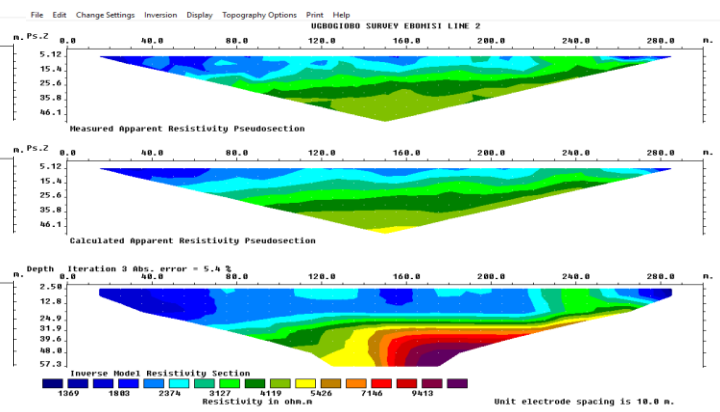 File Edit Change Settings Inversion Display Topography Options Print Help
UGBOGIOBO SURVEY EBOMISI LINE 2
m. Ps.Z 0.0 40.0 80.0 120.0 160.0 200.0 240.0 280.0 m.
5.12
15.4
25.6
35.8
46.1
Measured Apparent Resistivity Pseudosection
m. Ps.Z 0.0 40.0 80.0 120.0 160.0 200.0 240.0 280.0 m.
5.12
15.4
25.6
35.8
46.1
Calculated Apparent Resistivity Pseudosection
Depth Iteration 3 Abs. error = 5.4 %
m. 0.0 40.0 80.0 120.0 160.0 200.0 240.0 280.0 m.
2.50
12.8
24.9
31.9
39.6
48.0
57.3
Inverse Model Resistivity Section
1369 1803 2374 3127 4119 5426 7146 9413
Resistivity in ohm.m
Unit electrode spacing is 10.0 m.